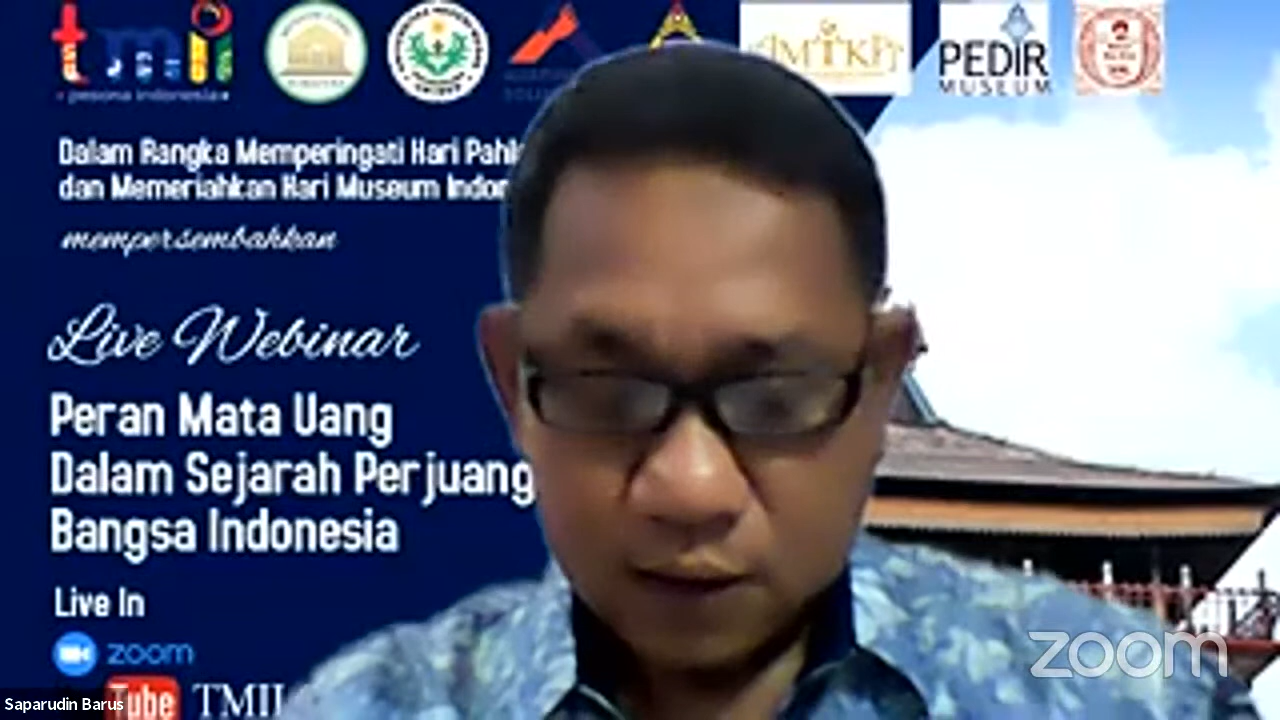 tmii
pesona indonesia
MTKP
PEDIR
MUSEUM
Dalam Rangka Memperingati Hari Pahl
dan Memeriahkan Hari Museum Indon
mempersembahkan
Live Webinar
Peran Mata Uang
Dalam Sejarah Perjuang
Bangsa Indonesia
Live In
zoom
Tube TMII
zoom
Saparudin Barus